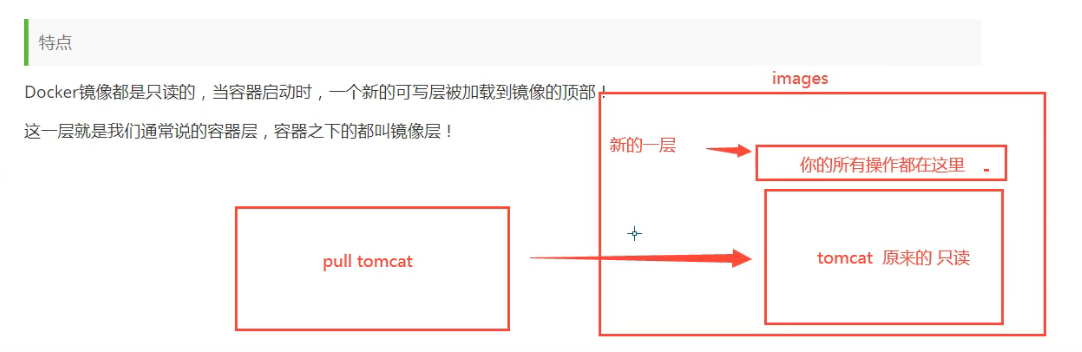 特点
Docker镜像都是只读的，当容器启动时，一个新的可写层被加载到镜像的顶部！
这一层就是我们通常说的容器层，容器之下的都叫镜像层！
images
新的一层
你的所有操作都在这里
pull tomcat
tomcat 原来的 只读